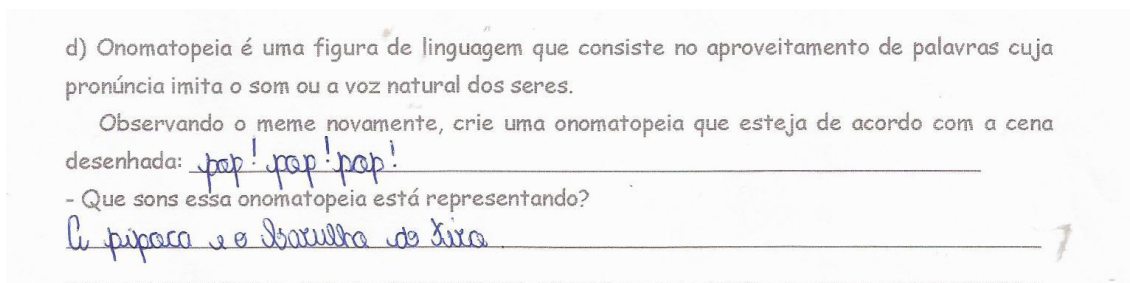 d) Onomatopeia é uma figura de linguagem que consiste no aproveitamento de palavras cuja
pronúncia imita o som ou a voz natural dos seres.
Observando o meme novamente, crie uma onomatopeia que esteja de acordo com a cena
desenhada: pop! pop! pop!
- Que sons essa onomatopeia está representando?
A pipoca e o Barulho do tiro